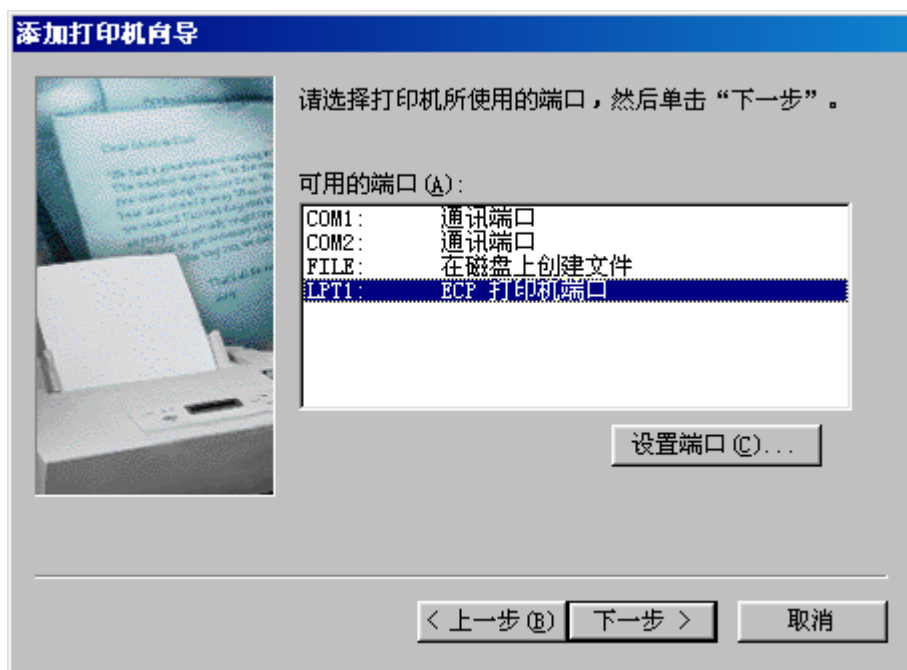 添加打印机向导
请选择打印机所使用的端口，然后单击“下一步”。
可用的端口(A):
COM1: 通讯端口
COM2: 通讯端口
FILE: 在磁盘上创建文件
LPT1: ECP 打印机端口
设置端口(C)...
< 上一步(B) 下一步 > 取消